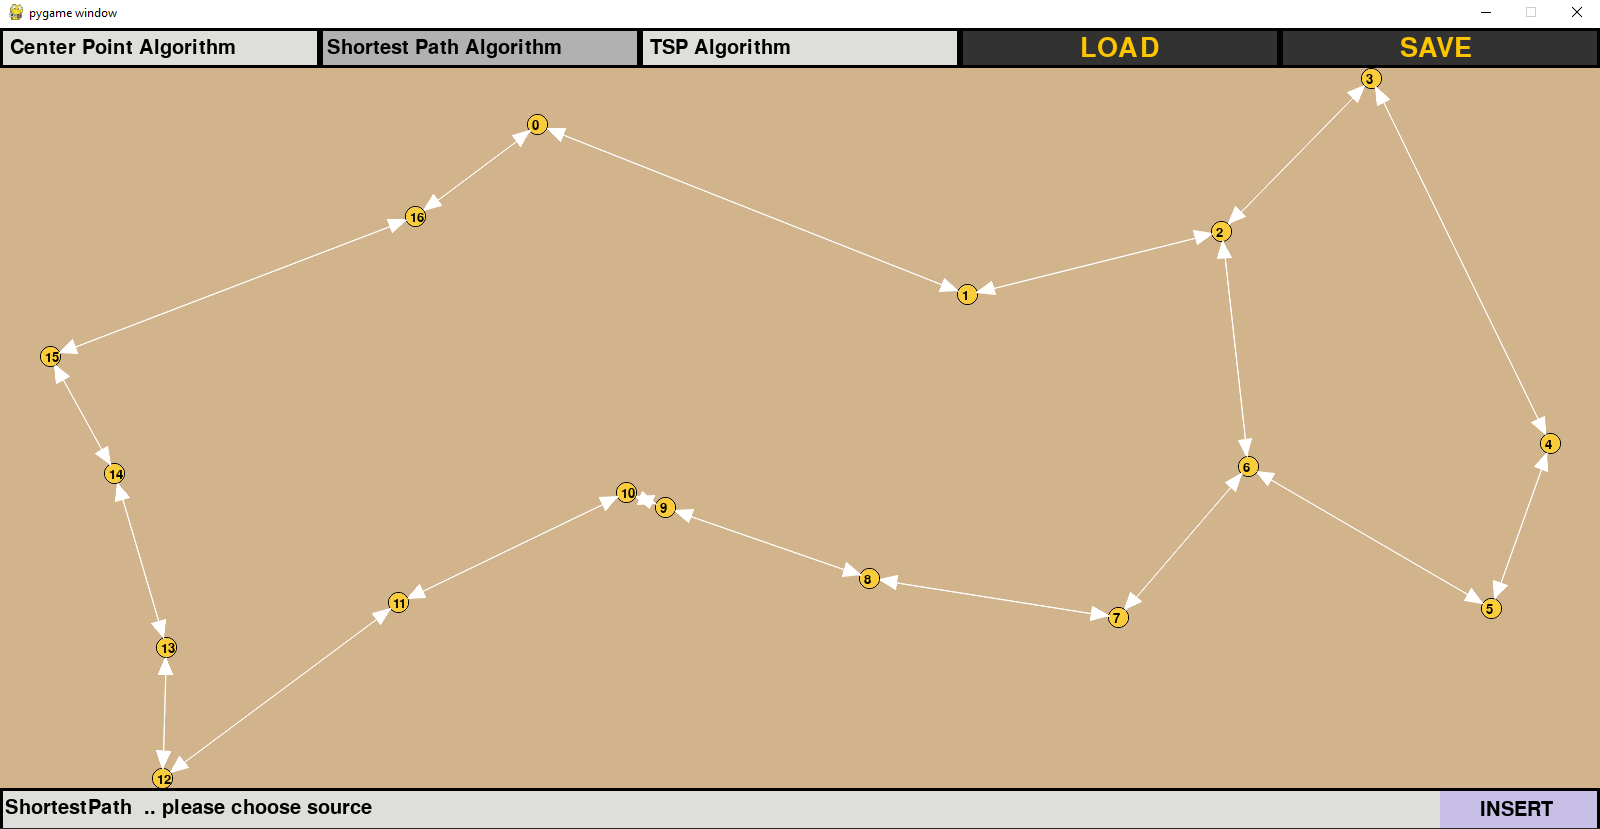 pygame window
Center Point Algorithm
Shortest Path Algorithm
TSP Algorithm
LOAD
SAVE
3
0
16
2
1
15
4
6
14
10
9
8
11
5
7
13
12
ShortestPath .. please choose source
INSERT